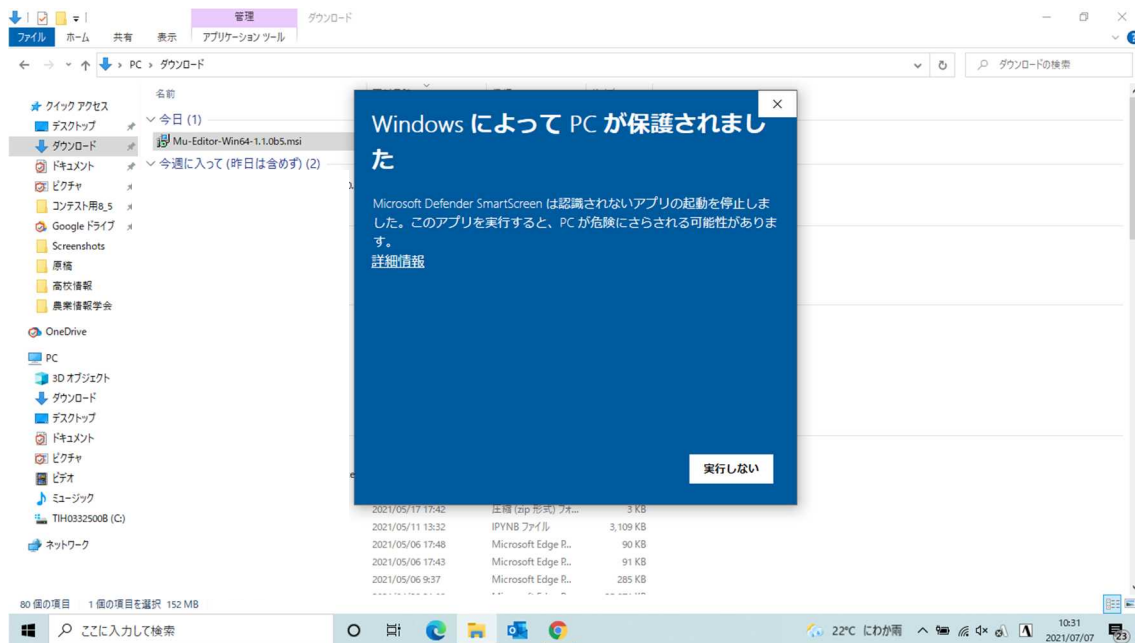 管理
ダウンロード
ファイル ホーム 共有 表示 アプリケーション ツール
PC › ダウンロード
ダウンロードの検索
名前
クイック アクセス
デスクトップ
ダウンロード
ドキュメント
ピクチャ
コンテスト用8_5
Google ドライブ
Screenshots
原稿
高校情報
農業情報学会
OneDrive
PC
3D オブジェクト
ダウンロード
デスクトップ
ドキュメント
ピクチャ
ビデオ
ミュージック
TIH0332500B (C:)
ネットワーク
今日 (1)
Mu-Editor-Win64-1.1.0b5.msi
今週に入って (昨日は含めず) (2)
Windows によって PC が保護されまし
た
Microsoft Defender SmartScreen は認識されないアプリの起動を停止しま
した。このアプリを実行すると、PC が危険にさらされる可能性がありま
す。
詳細情報
実行しない
2021/05/17 17:42 圧縮 (zip 形式) フォ... 3 KB
2021/05/11 13:32 IPYNB ファイル 3,109 KB
2021/05/06 17:48 Microsoft Edge P... 90 KB
2021/05/06 17:43 Microsoft Edge P... 91 KB
2021/05/06 9:37 Microsoft Edge P... 285 KB
80 個の項目 1 個の項目を選択 152 MB
ここに入力して検索
22°C にわか雨
A
10:31
2021/07/07
23